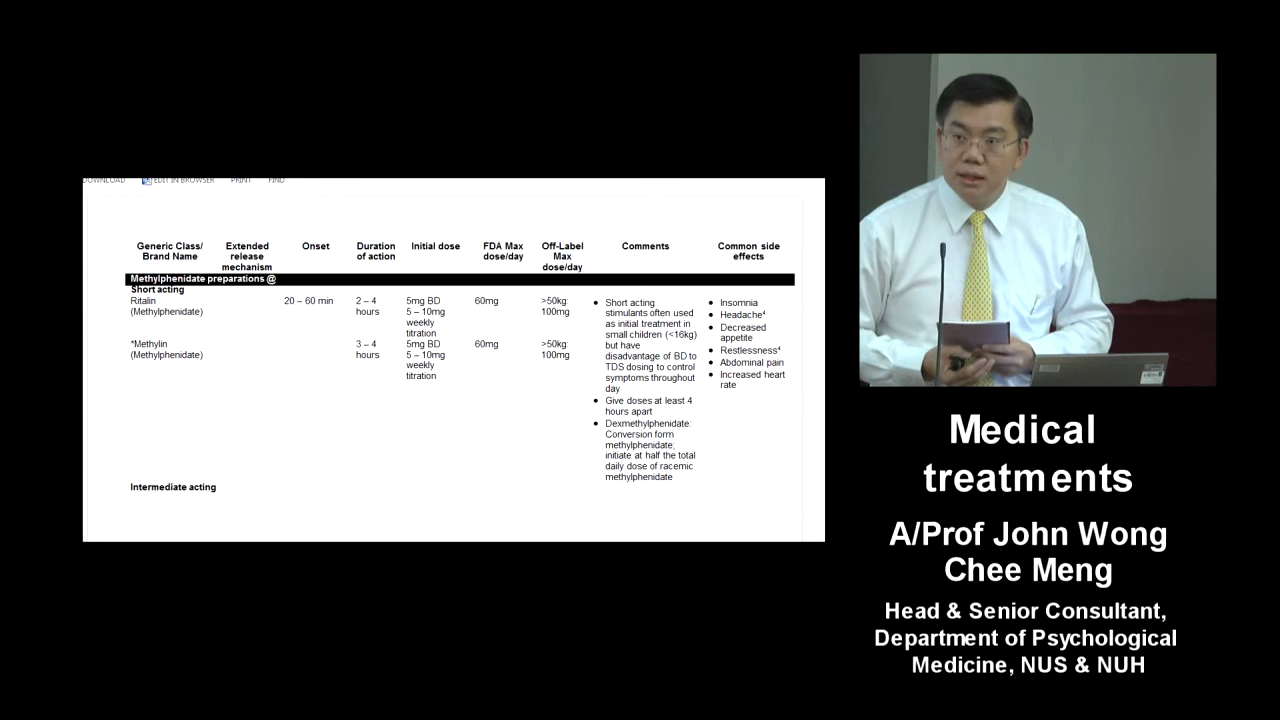 DOWNLOAD EDIT IN BROWSER PRINT FIND
Generic Class/
Brand Name
Extended
release
mechanism
Onset
Duration
of action
Initial dose
FDA Max
dose/day
Off-Label
Max
dose/day
Comments
Common side
effects
Methylphenidate preparations @
Short acting
Ritalin
(Methylphenidate)
20 – 60 min
2 – 4
hours
5mg BD
5 – 10mg
weekly
titration
60mg
>50kg:
100mg
*Methylin
(Methylphenidate)
3 – 4
hours
5mg BD
5 – 10mg
weekly
titration
60mg
>50kg:
100mg
• Short acting
stimulants often used
as initial treatment in
small children (<16kg)
but have
disadvantage of BD to
TDS dosing to control
symptoms throughout
day
• Give doses at least 4
hours apart
• Dexmethylphenidate:
Conversion form
methylphenidate;
initiate at half the total
daily dose of racemic
methylphenidate
• Insomnia
• Headache⁴
• Decreased
appetite
• Restlessness⁴
• Abdominal pain
• Increased heart
rate
Intermediate acting
Medical
treatments
A/Prof John Wong
Chee Meng
Head & Senior Consultant,
Department of Psychological
Medicine, NUS & NUH